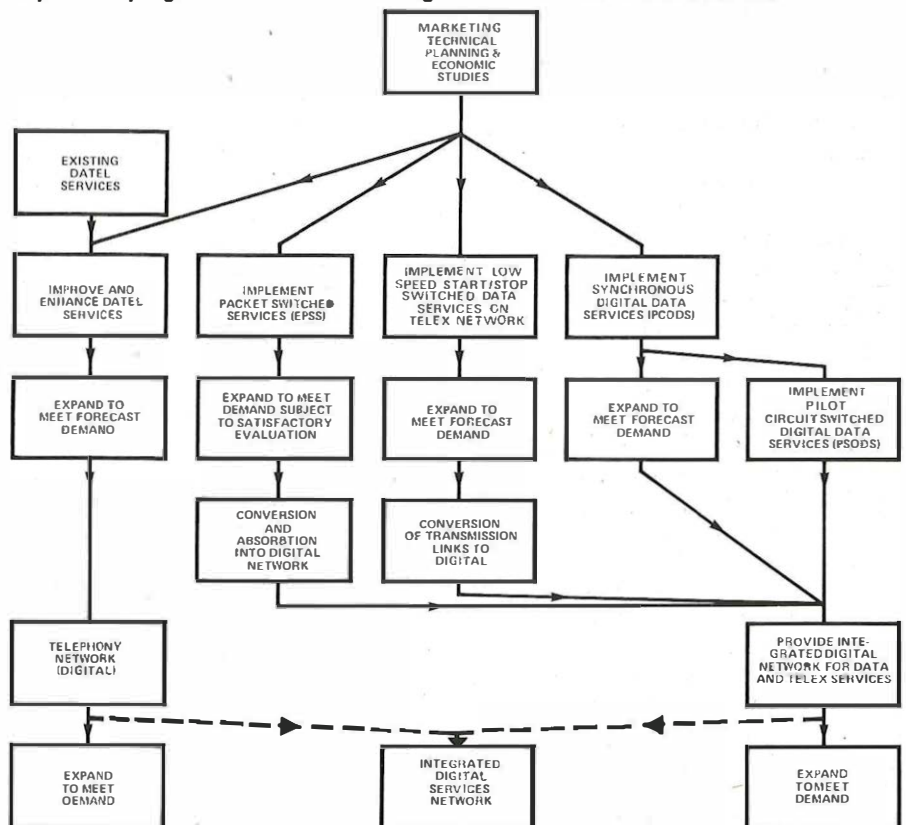 MARKETING
TECHNICAL
PLANNING &
ECONOMIC
STUDIES
EXISTING
DATEL
SERVICES
IMPROVE AND
ENHANCE DATEL
SERVICES
IMPLEMENT
PACKET SWITCHED
SERVICES (EPSS)
IMPLEMENT LOW
SPEED START/STOP
SWITCHED DATA
SERVICES ON
TELEX NETWORK
IMPLEMENT
SYNCHRONOUS
DIGITAL DATA
SERVICES (PCODS)
EXPAND TO
MEET FORECAST
DEMANO
EXPAND TO MEET
DEMAND SUBJECT
TO SATISFACTORY
EVALUATION
EXPAND TO
MEET FORECAST
DEMAND
EXPAND TO
MEET FORECAST
DEMAND
IMPLEMENT
PILOT
CIRCUIT SWITCHED
DIGITAL DATA
SERVICES (PSODS)
CONVERSION
AND
ABSORBTION
INTO DIGITAL
NETWORK
CONVERSION
OF TRANSMISSION
LINKS TO
DIGITAL
TELEPHONY
NETWORK
(DIGITAL)
PROVIDE INTE-
GRATED DIGITAL
NETWORK FOR DATA
AND TELEX SERVICES
EXPAND
TO MEET
OEMAND
INTEGRATED
DIGITAL
SERVICES
NETWORK
EXPAND
TOMEET
DEMAND